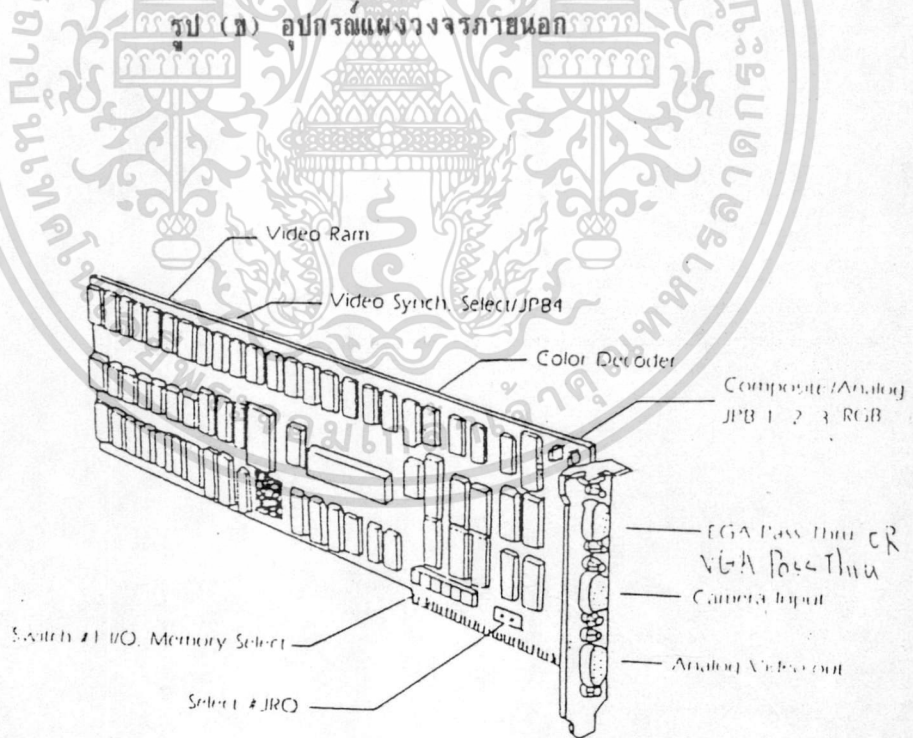 รูป (ข) อุปกรณ์แผงวงจรภายนอก
Video Ram
Video Synch. Select/JPB4
Color Decoder
Composite/Analog
JPB 1 2 3 RGB
EGA Pass Thru OR
VGA Pass Thru
Camera Input
Analog Video out
Switch #1 I/O, Memory Select
Select #JRQ